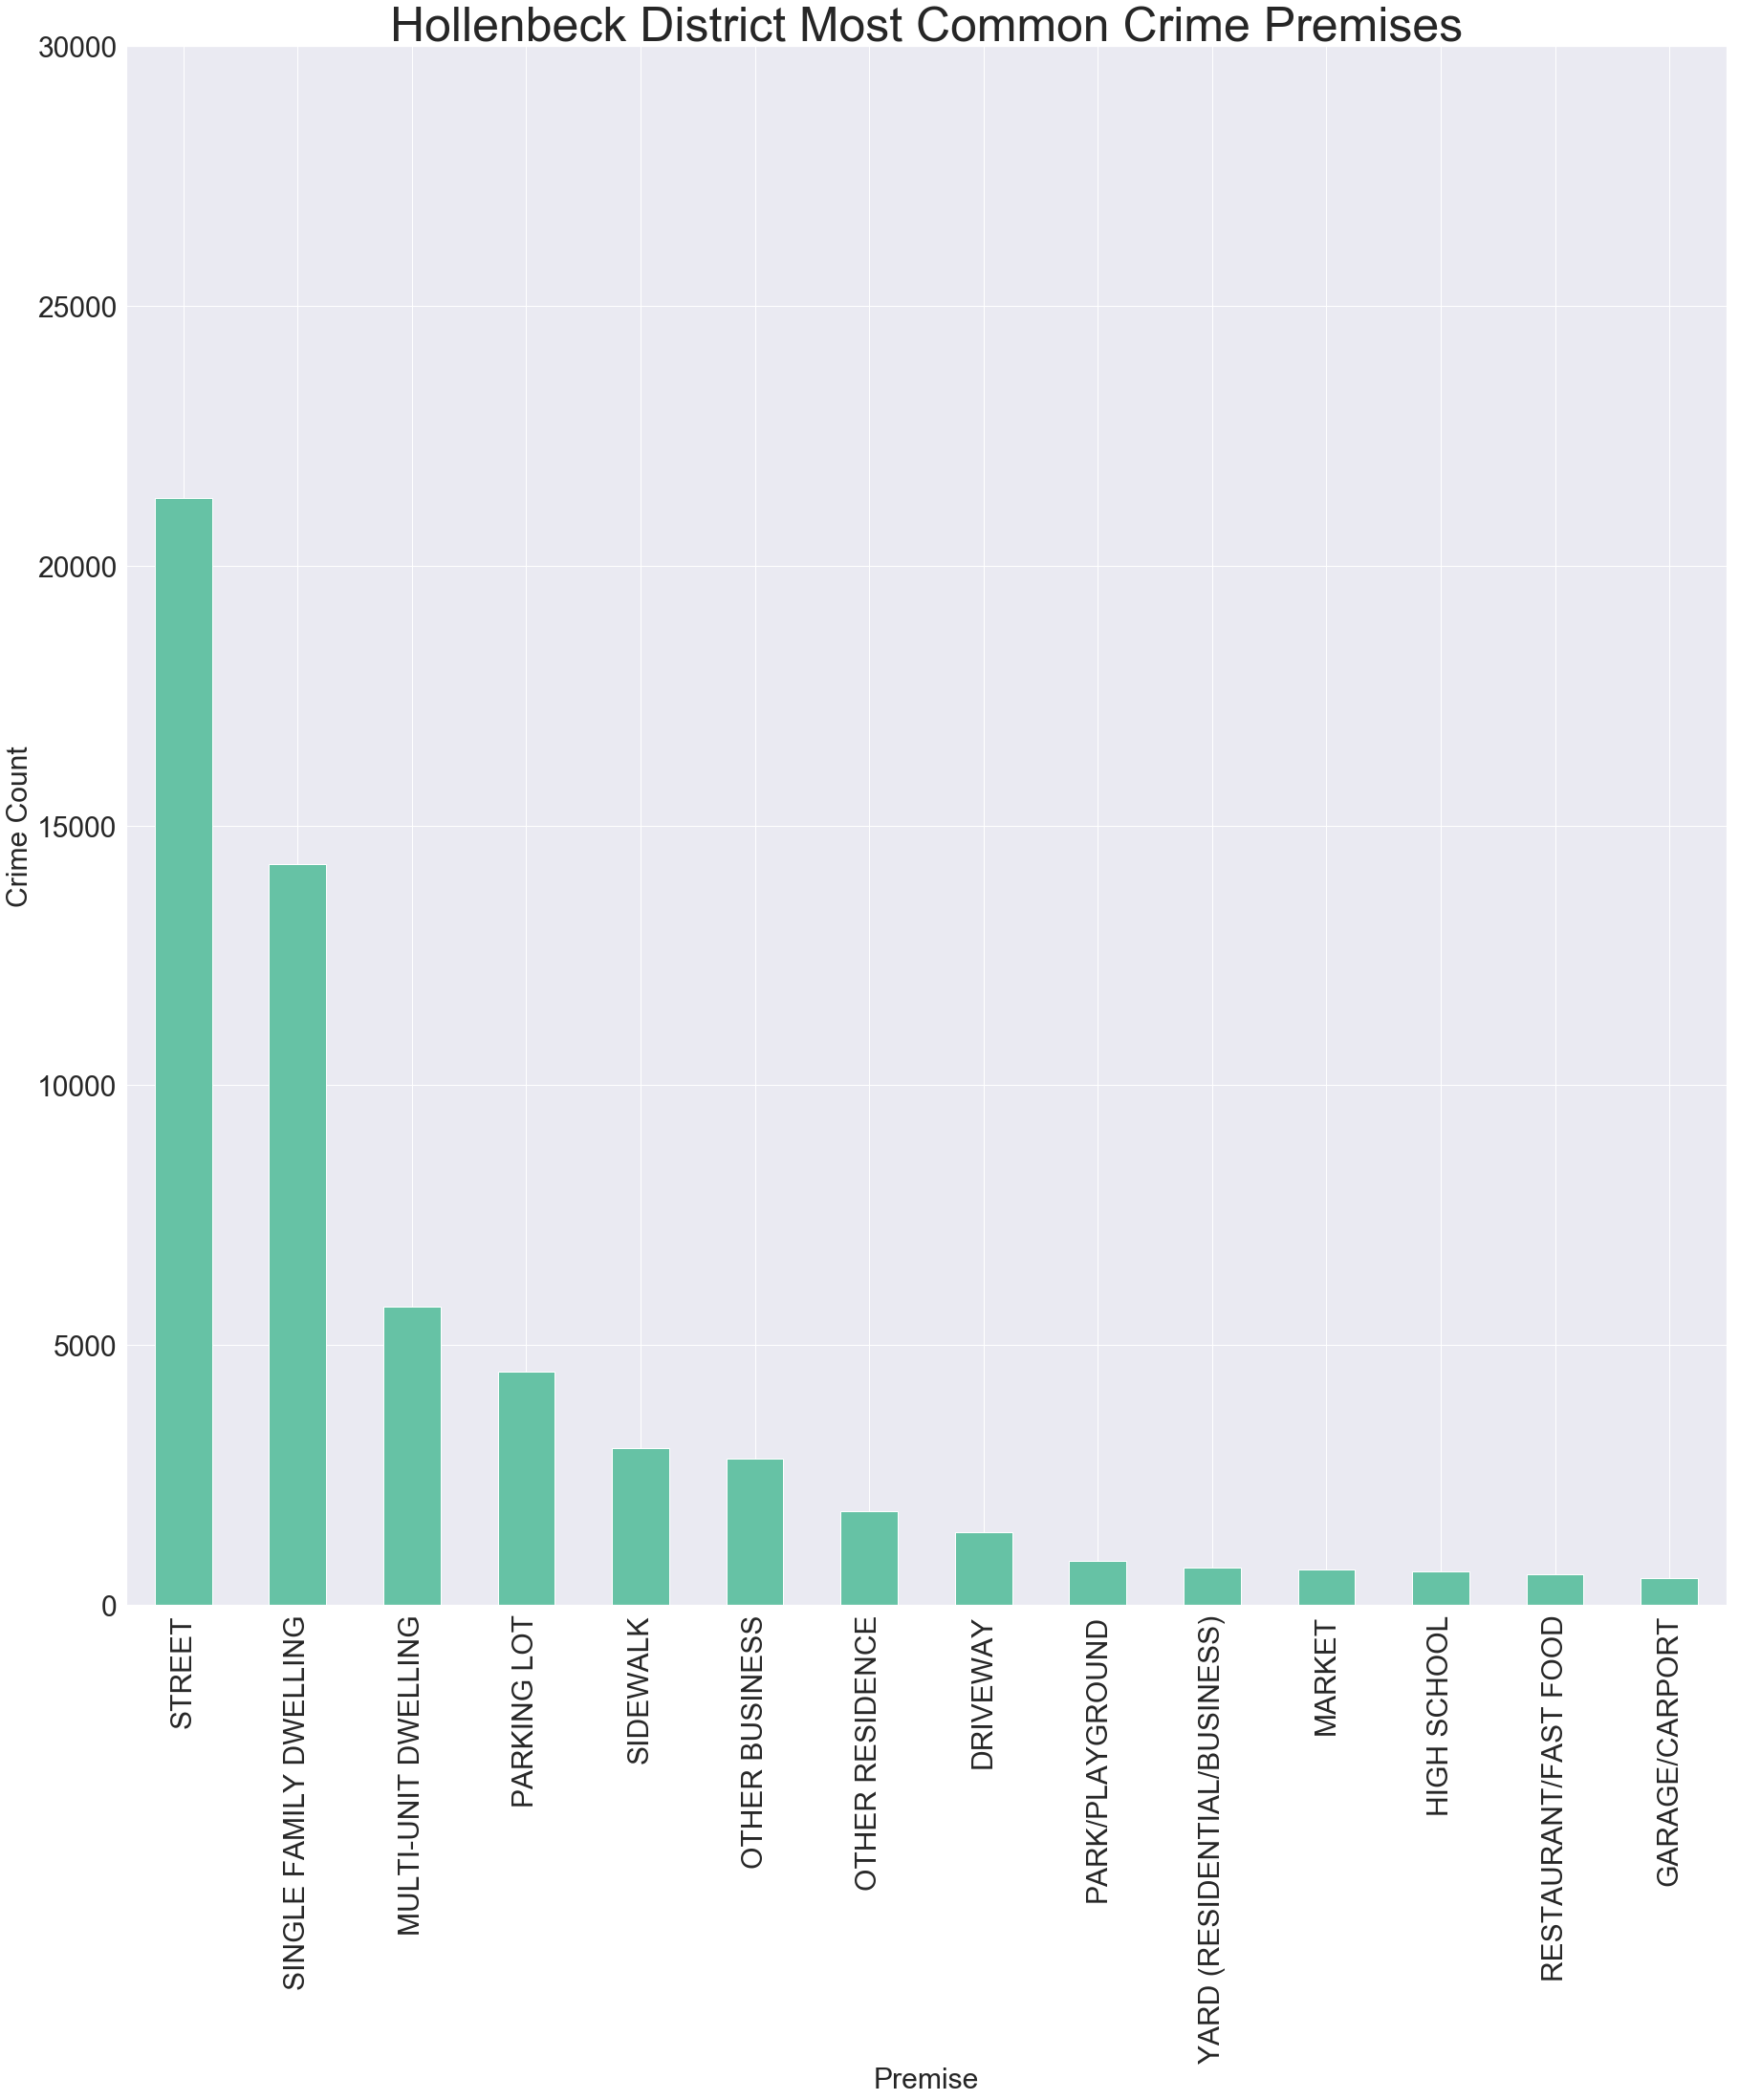 Hollenbeck District Most Common Crime Premises
30000
25000
20000
15000
10000
5000
0
Crime Count
STREET
SINGLE FAMILY DWELLING
MULTI-UNIT DWELLING
PARKING LOT
SIDEWALK
OTHER BUSINESS
OTHER RESIDENCE
DRIVEWAY
PARK/PLAYGROUND
YARD (RESIDENTIAL/BUSINESS)
MARKET
HIGH SCHOOL
RESTAURANT/FAST FOOD
GARAGE/CARPORT
Premise